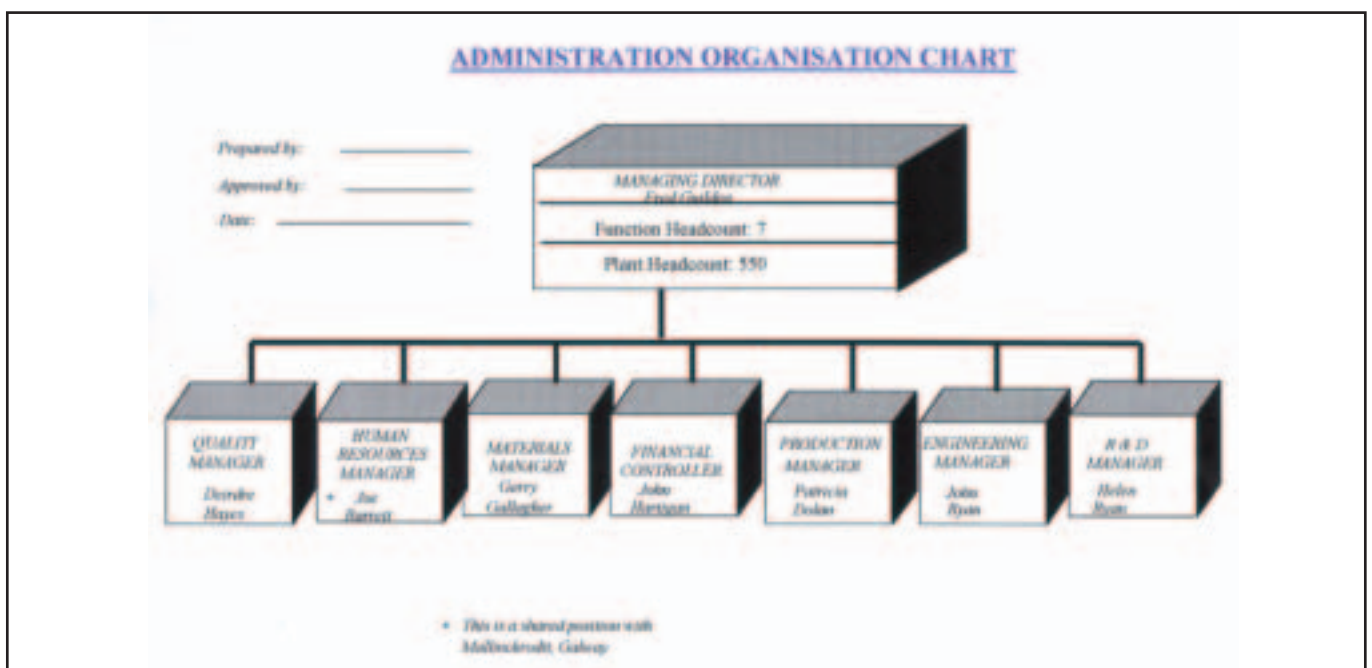 ADMINISTRATION ORGANISATION CHART
Prepared by:
Approved by:
Date:
MANAGING DIRECTOR
Fred
Function Headcount: 7
Plant Headcount: 550
QUALITY
MANAGER
Deirdre
Hayes
HUMAN
RESOURCES
MANAGER
* Joe
Barrett
MATERIALS
MANAGER
Gerry
Gallagher
FINANCIAL
CONTROLLER
John
PRODUCTION
MANAGER
Patricia
Dolan
ENGINEERING
MANAGER
John
Ryan
R & D
MANAGER
Helen
Ryan
* This is a shared position with
Mallinckrodt, Galway